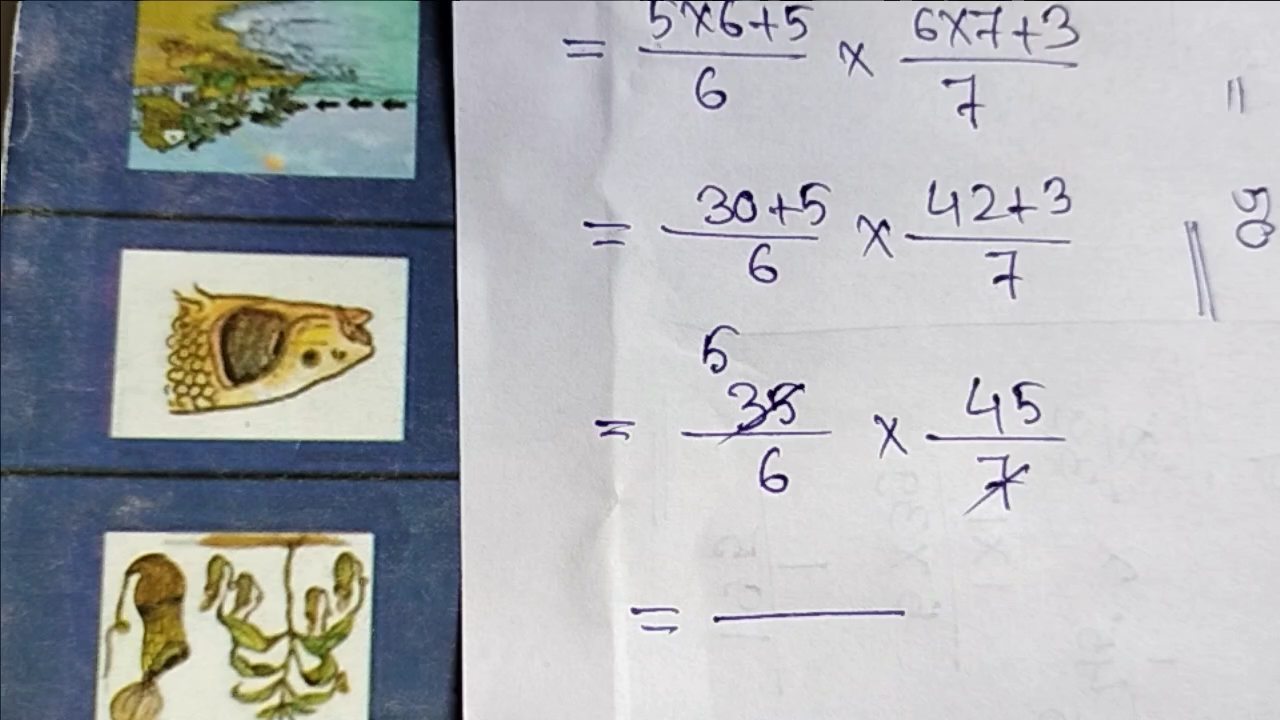 = 5×6+5/6 × 6×7+3/7
= 30+5/6 × 42+3/7
5
= 35/6 × 45/7
=